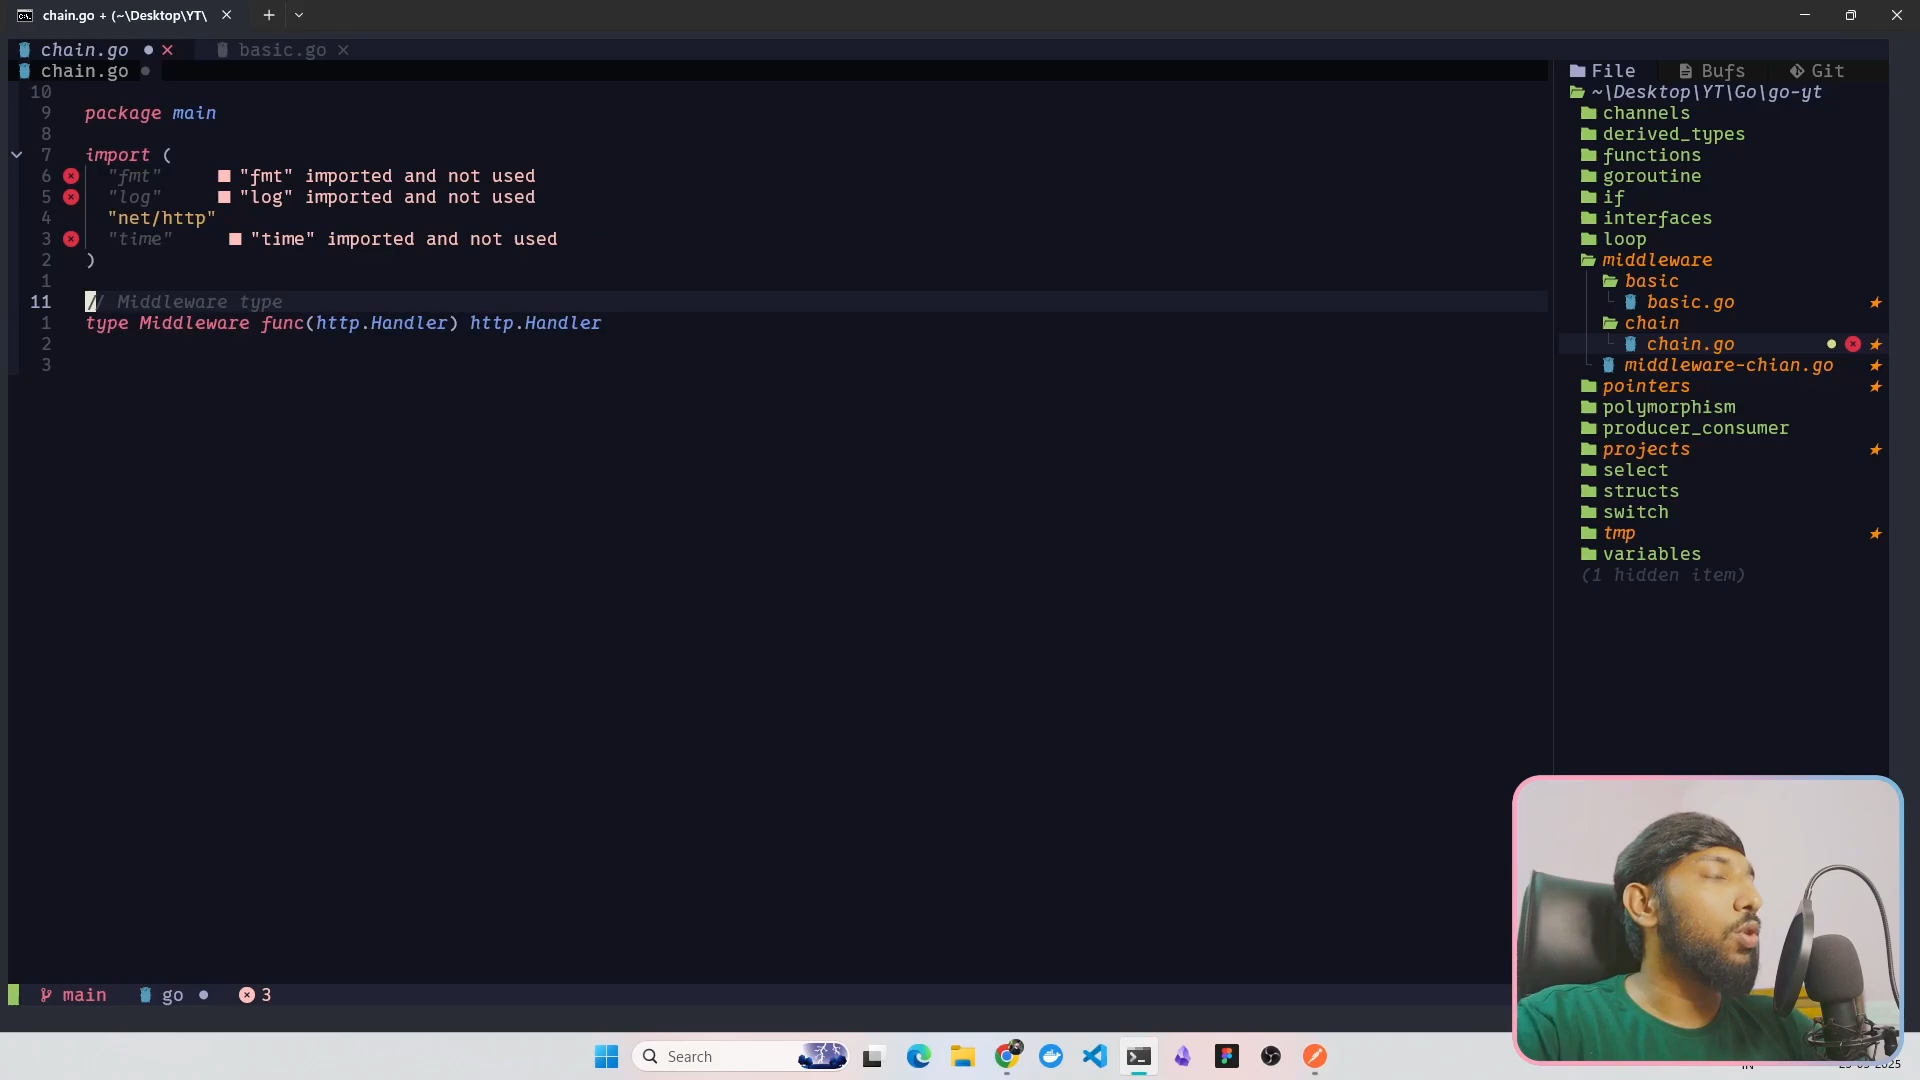 chain.go + (~\Desktop\YT\
chain.go
basic.go
chain.go
File Bufs Git
~\Desktop\YT\Go\go-yt
10
9 package main
8
7 import (
6 "fmt" "fmt" imported and not used
5 "log" "log" imported and not used
4 "net/http"
3 "time" "time" imported and not used
2 )
1
11 // Middleware type
1 type Middleware func(http.Handler) http.Handler
2
3
channels
derived_types
functions
goroutine
if
interfaces
loop
middleware
basic
basic.go
chain
chain.go
middleware-chian.go
pointers
polymorphism
producer_consumer
projects
select
structs
switch
tmp
variables
(1 hidden item)
main go 3
Search